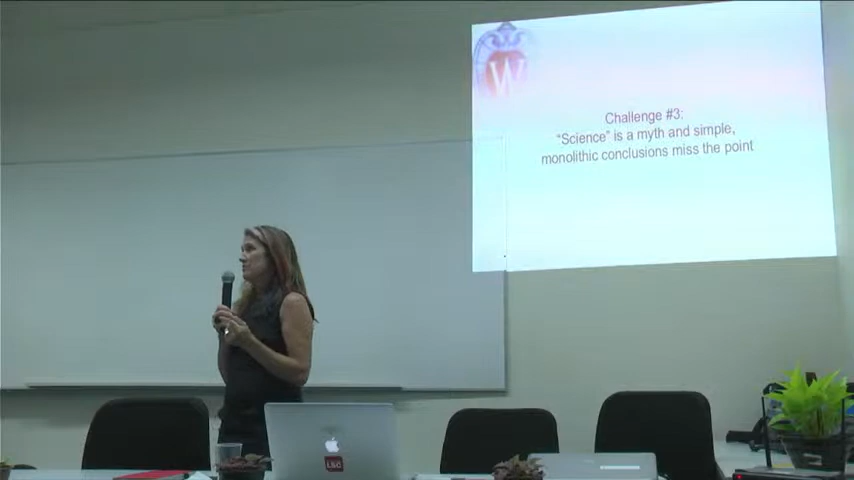 W
Challenge #3:
"Science" is a myth and simple,
monolithic conclusions miss the point